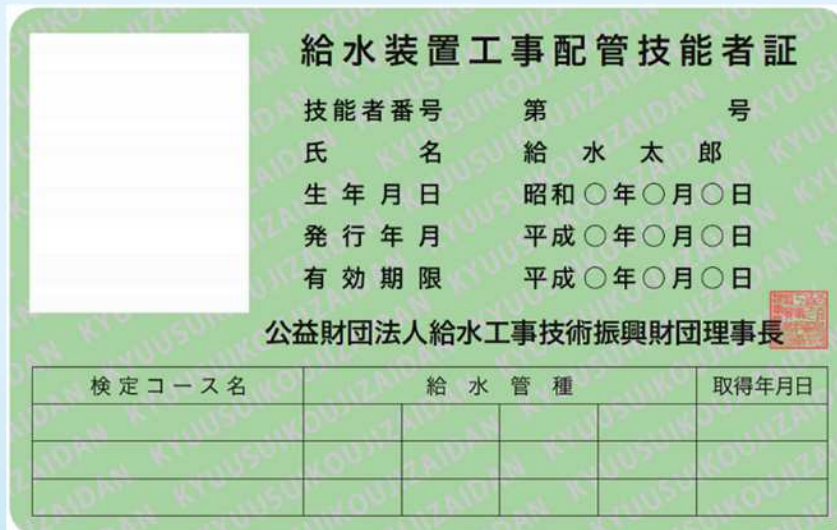 給水装置工事配管技能者証
技能者番号 第 号
氏名 給水太郎
生年月日 昭和○年○月○日
発行年月 平成○年○月○日
有効期限 平成○年○月○日
公益財団法人給水工事技術振興財団理事長
検定コース名 給水管種 取得年月日
KYUUSUIKOUJIZAIDAN